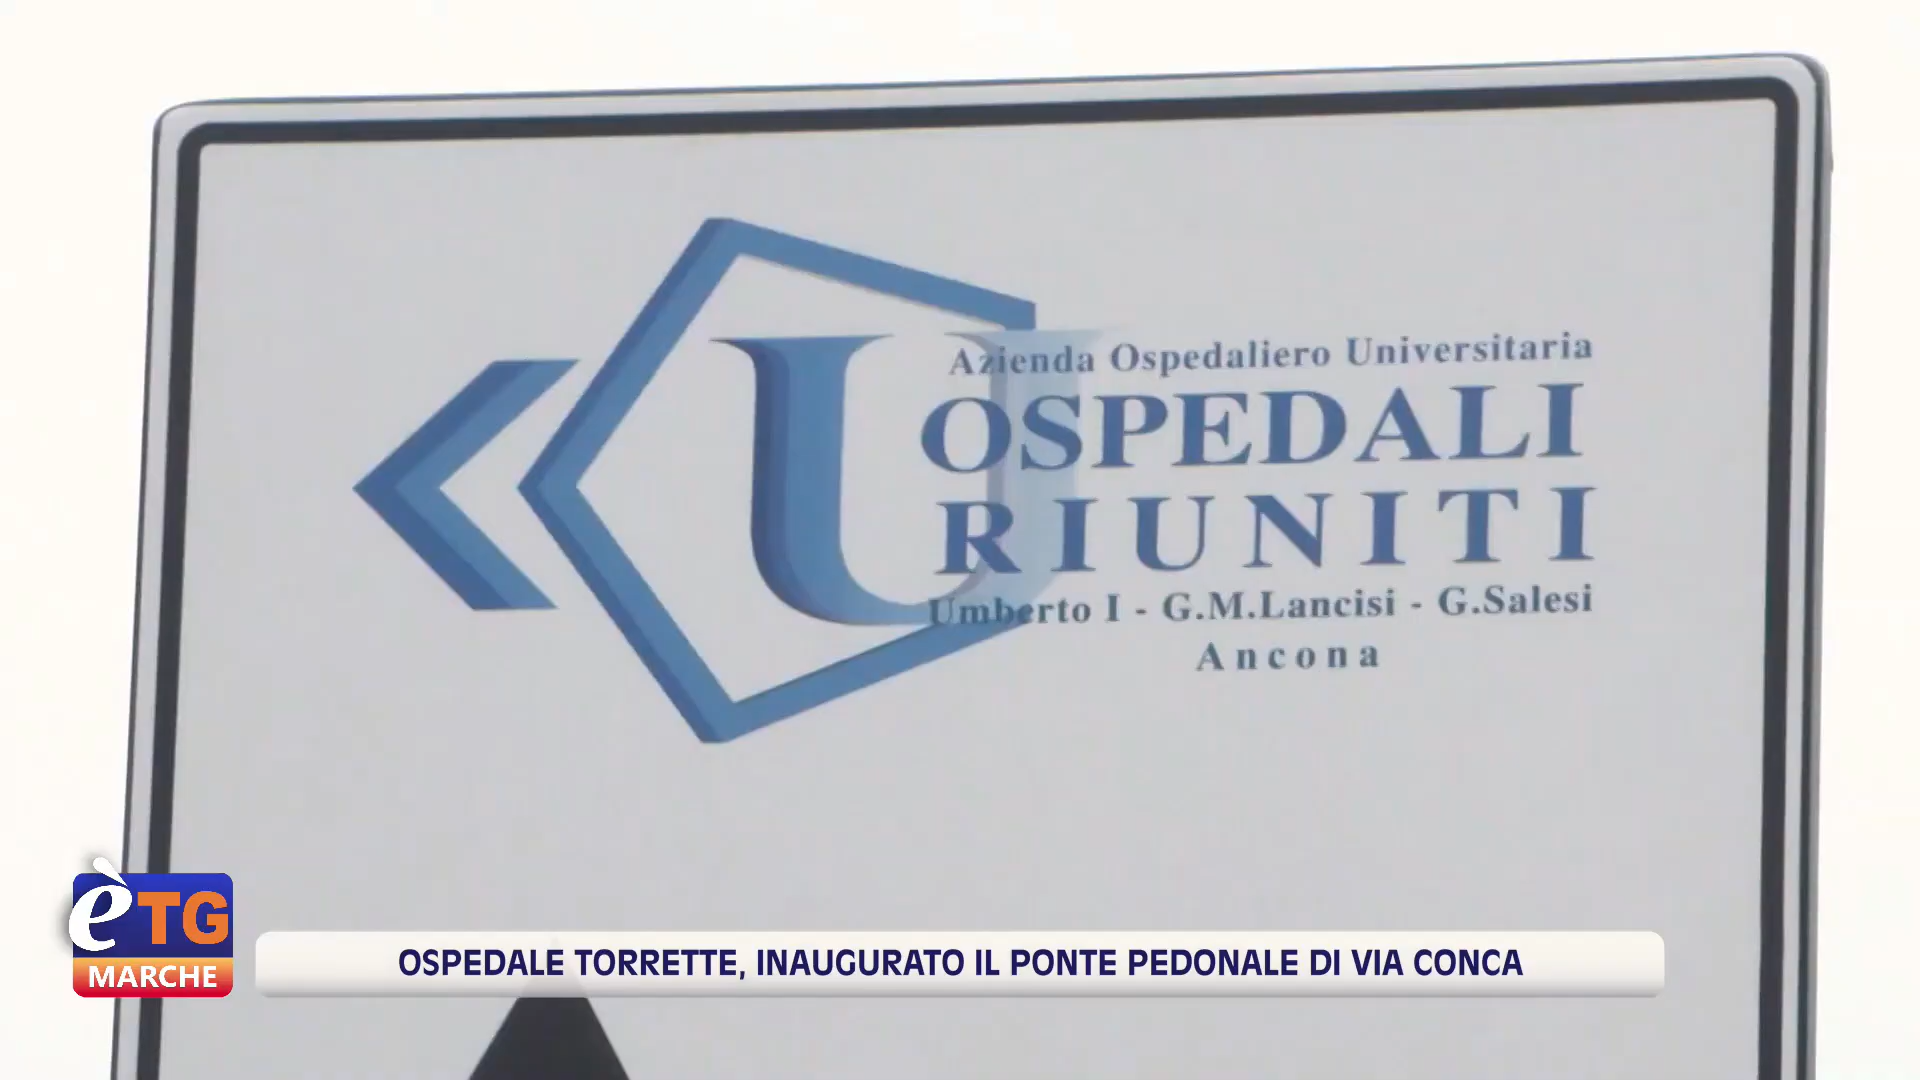 U
Azienda Ospedaliero Universitaria
OSPEDALI
RIUNITI
Umberto I - G.M.Lancisi - G.Salesi
Ancona
èTG
MARCHE
OSPEDALE TORRETTE, INAUGURATO IL PONTE PEDONALE DI VIA CONCA